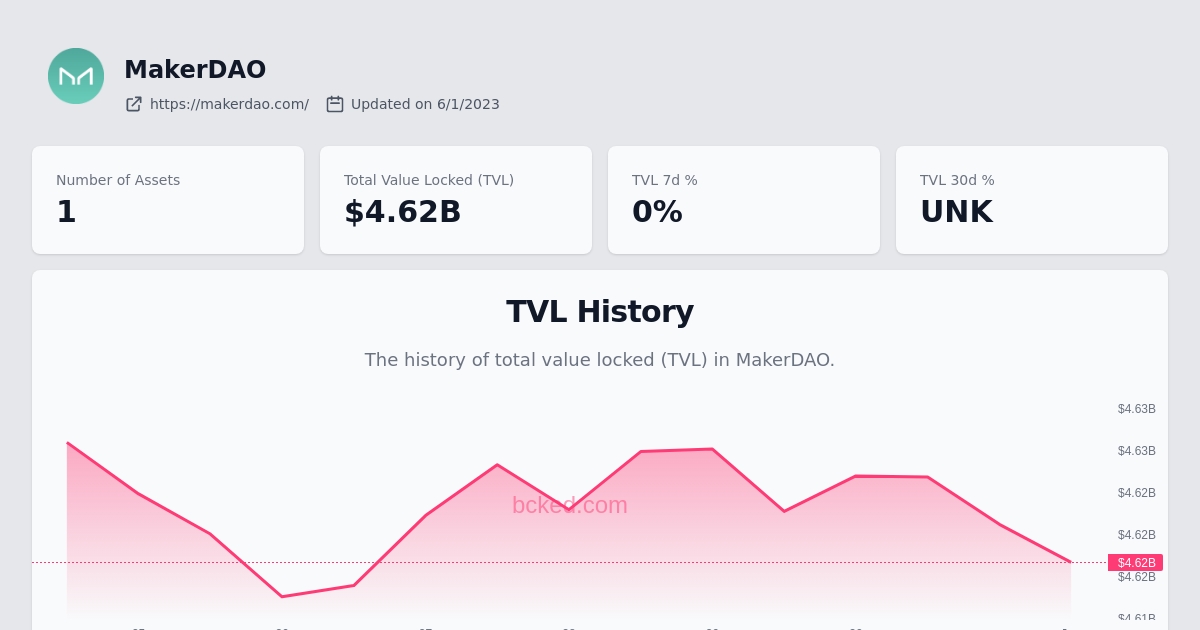 MakerDAO
https://makerdao.com/ Updated on 6/1/2023
Number of Assets
1
Total Value Locked (TVL)
$4.62B
TVL 7d %
0%
TVL 30d %
UNK
TVL History
The history of total value locked (TVL) in MakerDAO.
$4.63B
$4.63B
$4.62B
bcked.com
$4.62B
$4.62B
$4.62B
$4.61B